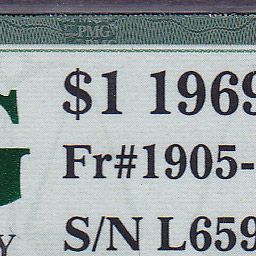 PMG
$1 1969
Fr#1905-
S/N L659
G
Y